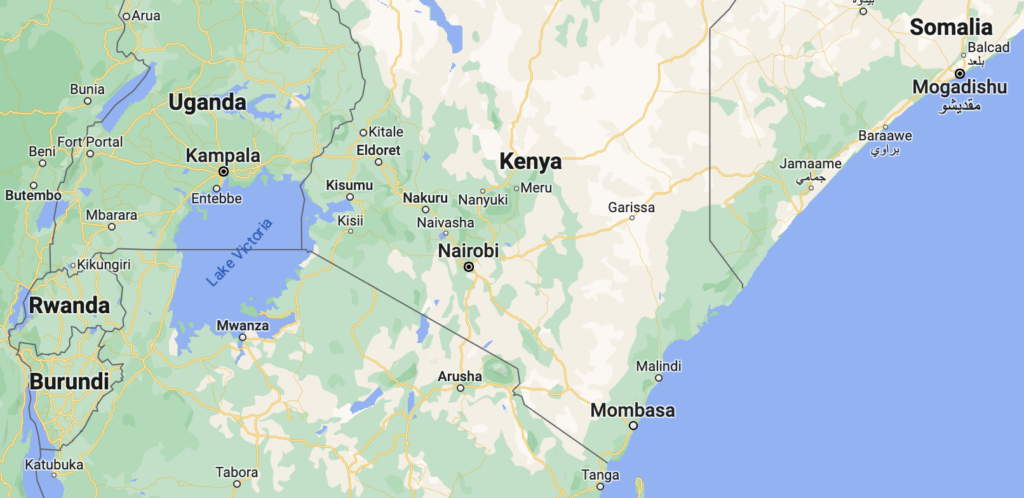 بيدوا
Arua
Somalia
Balcad
بلعد
Mogadishu
مقديشو
Bunia
Uganda
Kitale
Baraawe
براوي
Fort Portal
Beni
Kampala
Eldoret
Kenya
Jamaame
جمامي
Butembo
Entebbe
Kisumu
Nakuru
Nanyuki
Meru
Mbarara
Kisii
Naivasha
Garissa
Lake Victoria
Nairobi
Kikungiri
Rwanda
Mwanza
Burundi
Arusha
Malindi
Mombasa
Katubuka
Tabora
Tanga